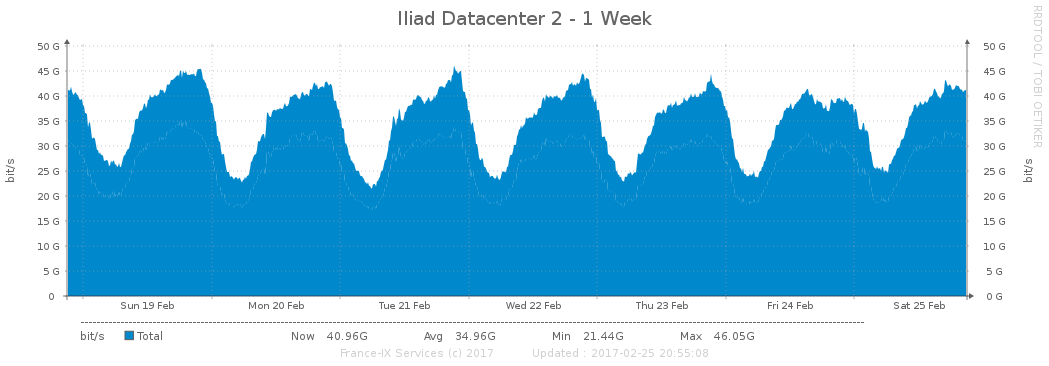 Iliad Datacenter 2 - 1 Week
RRDTOOL / TOBI OETIKER
bit/s
50 G 50 G
45 G 45 G
40 G 40 G
35 G 35 G
30 G 30 G
25 G 25 G
20 G 20 G
15 G 15 G
10 G 10 G
5 G 5 G
0 0 G
bit/s
Sun 19 Feb Mon 20 Feb Tue 21 Feb Wed 22 Feb Thu 23 Feb Fri 24 Feb Sat 25 Feb
bit/s Total Now 40.96G Avg 34.96G Min 21.44G Max 46.05G
France-IX Services (c) 2017 Updated : 2017-02-25 20:55:08